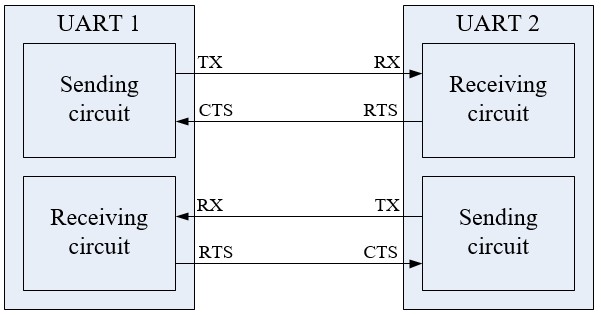 UART 1
UART 2
Sending
circuit
TX
RX
CTS
RTS
Receiving
circuit
Receiving
circuit
RX
TX
RTS
CTS
Sending
circuit